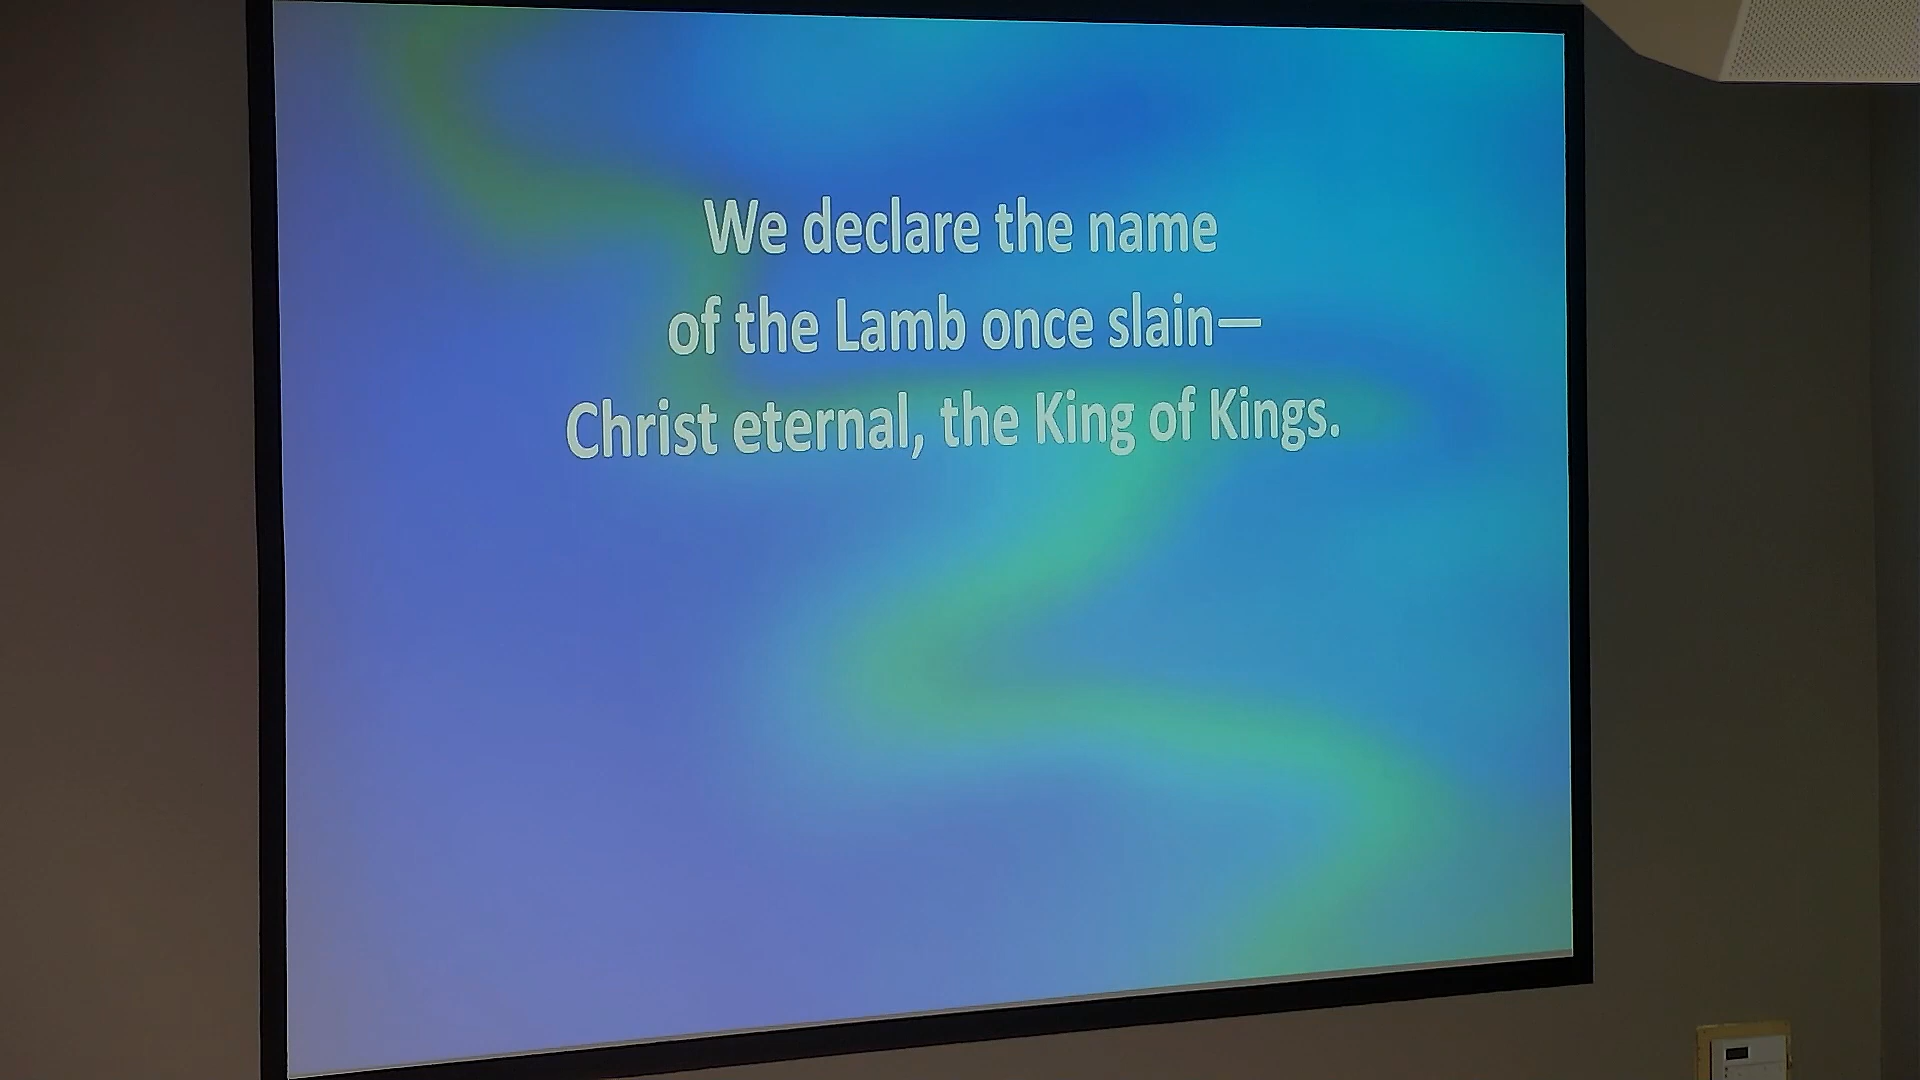 We declare the name
of the Lamb once slain—
Christ eternal, the King of Kings.